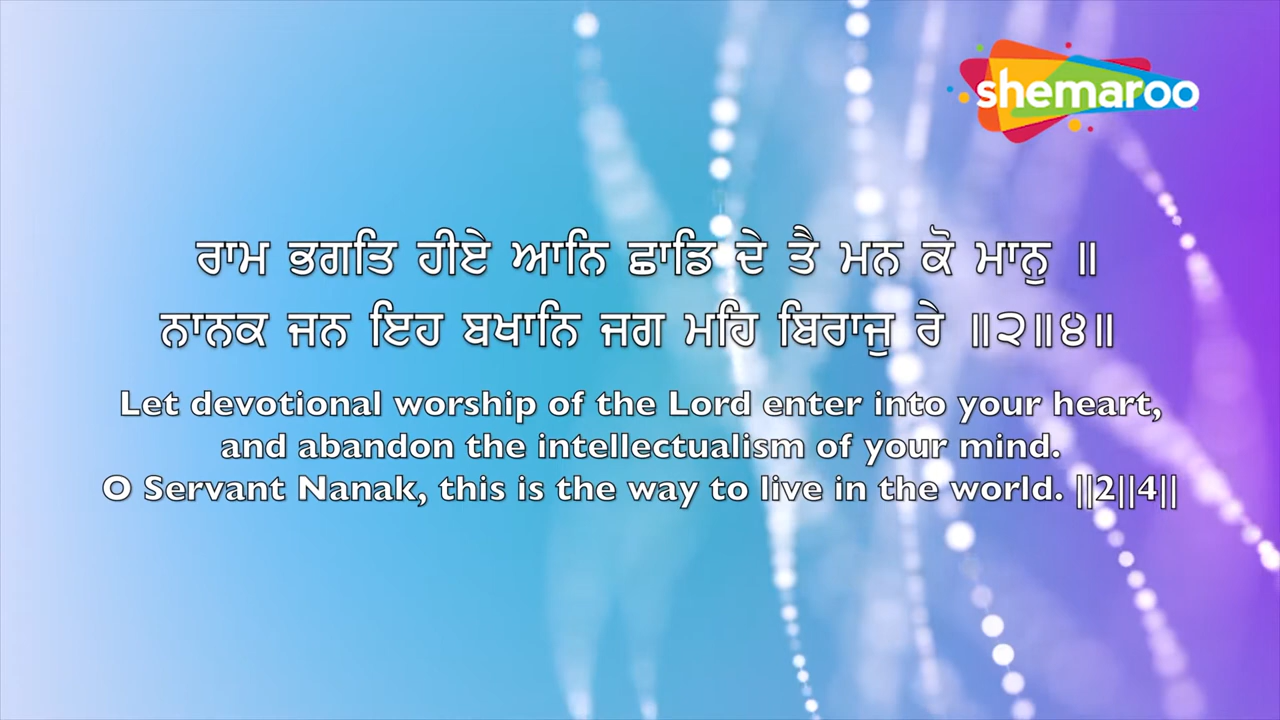 shemaroo
ਰਾਮ ਭਗਤਿ ਹੀਏ ਆਨਿ ਛਾਡਿ ਦੇ ਤੈ ਮਨ ਕੋ ਮਾਨੁ ॥
ਨਾਨਕ ਜਨ ਇਹ ਬਖਾਨਿ ਜਗ ਮਹਿ ਬਿਰਾਜੁ ਰੇ ॥੨॥੪॥
Let devotional worship of the Lord enter into your heart,
and abandon the intellectualism of your mind.
O Servant Nanak, this is the way to live in the world. ||2||4||